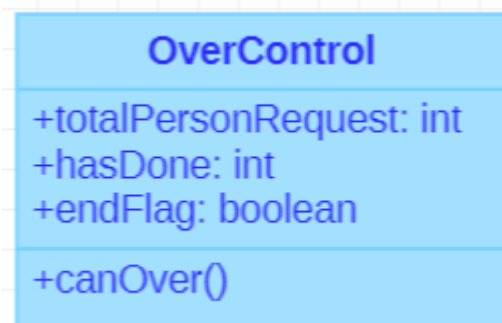 OverControl
+totalPersonRequest: int
+hasDone: int
+endFlag: boolean
+canOver()